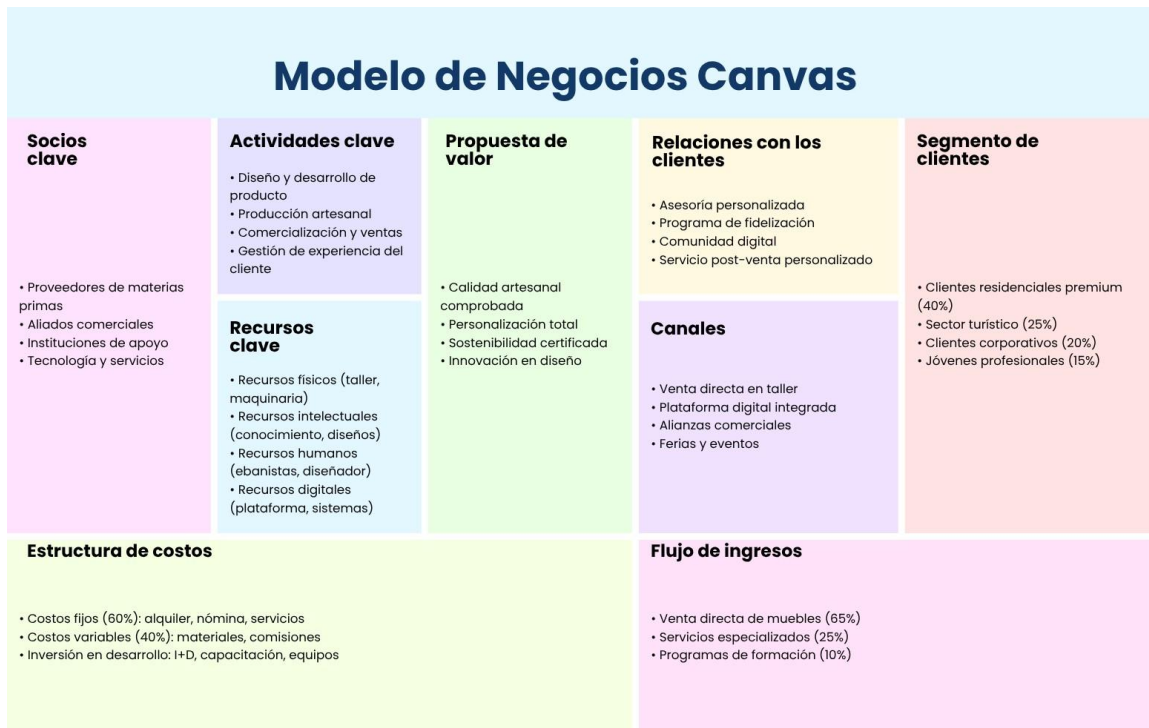 Modelo de Negocios Canvas
Socios
clave
• Proveedores de materias
primas
• Aliados comerciales
• Instituciones de apoyo
• Tecnología y servicios
Actividades clave
• Diseño y desarrollo de
producto
• Producción artesanal
• Comercialización y ventas
• Gestión de experiencia del
cliente
Recursos
clave
• Recursos físicos (taller,
maquinaria)
• Recursos intelectuales
(conocimiento, diseños)
• Recursos humanos
(ebanistas, diseñador)
• Recursos digitales
(plataforma, sistemas)
Propuesta de
valor
• Calidad artesanal
comprobada
• Personalización total
• Sostenibilidad certificada
• Innovación en diseño
Relaciones con los
clientes
• Asesoría personalizada
• Programa de fidelización
• Comunidad digital
• Servicio post-venta personalizado
Canales
• Venta directa en taller
• Plataforma digital integrada
• Alianzas comerciales
• Ferias y eventos
Segmento de
clientes
• Clientes residenciales premium
(40%)
• Sector turístico (25%)
• Clientes corporativos (20%)
• Jóvenes profesionales (15%)
Estructura de costos
• Costos fijos (60%): alquiler, nómina, servicios
• Costos variables (40%): materiales, comisiones
• Inversión en desarrollo: I+D, capacitación, equipos
Flujo de ingresos
• Venta directa de muebles (65%)
• Servicios especializados (25%)
• Programas de formación (10%)